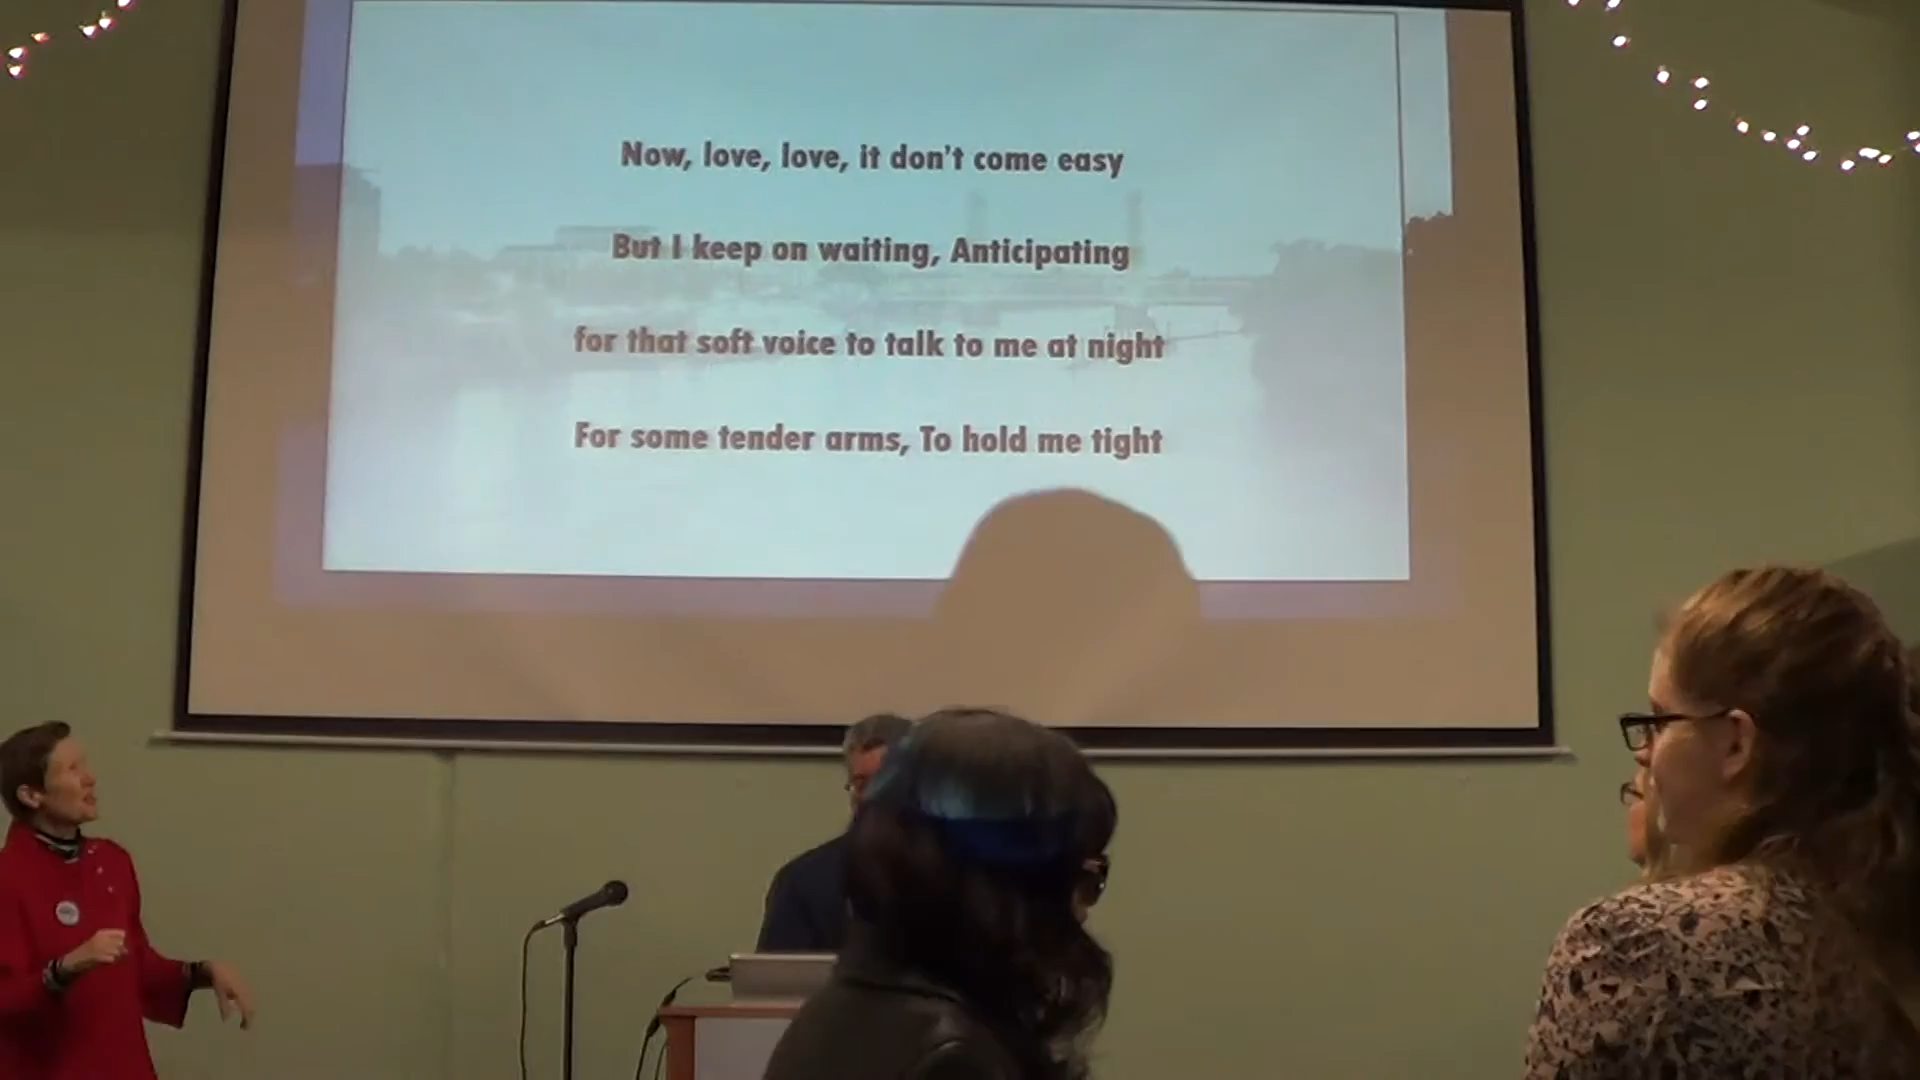 Now, love, love, it don't come easy
But I keep on waiting, Anticipating
for that soft voice to talk to me at night
For some tender arms, To hold me tight